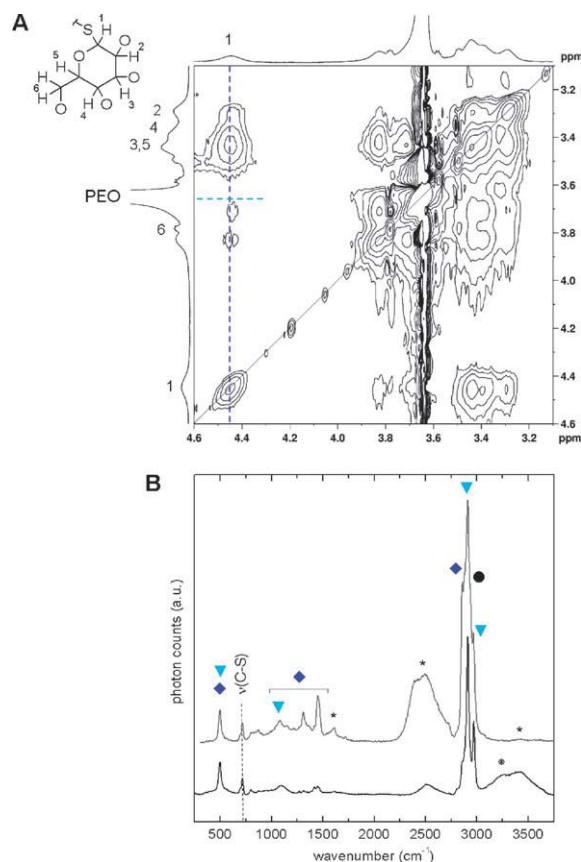 A
1
S
H
O
O
H
2
5
H
H
H
6
O
H
4
O
H
3
O
1
ppm
2
4
3,5
PEO
6
1
3.2
3.4
3.6
3.8
4.0
4.2
4.4
4.6
ppm
4.6 4.4 4.2 4.0 3.8 3.6 3.4 3.2 ppm
B
photon counts (a.u.)
ν(C-S)
*
*
*
500 1000 1500 2000 2500 3000 3500
wavenumber (cm-1)